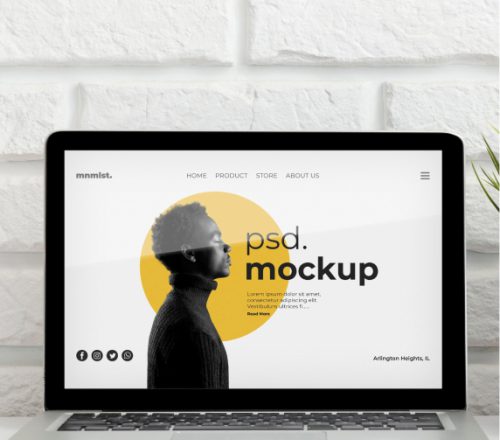 mnmlst.
HOME PRODUCT STORE ABOUT US
psd.
mockup
Lorem ipsum dolor sit amet,
consectetur adipiscing elit
Vestibulum ultrices fi....
Read More
Arlington Heights, IL